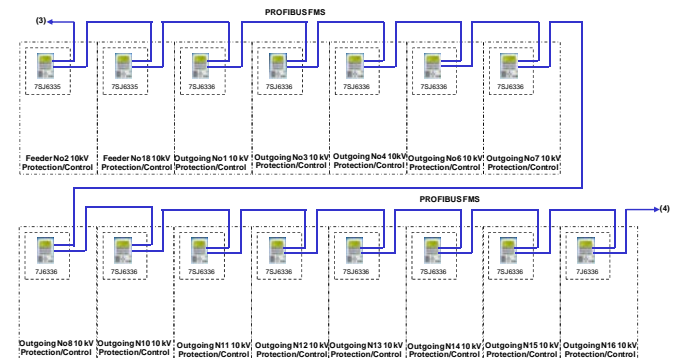 PROFIBUS FMS
(3)
7SJ6335 7SJ6335 7SJ6336 7SJ6336 7SJ6336 7SJ6336 7SJ6336
Feeder No2 10kV Feeder No18 10kV Outgoing No1 10 kV Outgoing No3 10 kV Outgoing No4 10 kV Outgoing No6 10 kV Outgoing No7 10 kV
Protection/Control Protection/Control Protection/Control Protection/Control Protection/Control Protection/Control Protection/Control
PROFIBUS FMS
(4)
7J6336 7SJ6336 7SJ6336 7SJ6336 7SJ6336 7SJ6336 7SJ6336 7J6336
Outgoing No8 10 kV Outgoing N10 10 kV Outgoing N11 10 kV Outgoing N12 10 kV Outgoing N13 10 kV Outgoing N14 10 kV Outgoing N15 10 kV Outgoing N16 10 kV
Protection/Control Protection/Control Protection/Control Protection/Control Protection/Control Protection/Control Protection/Control Protection/Control